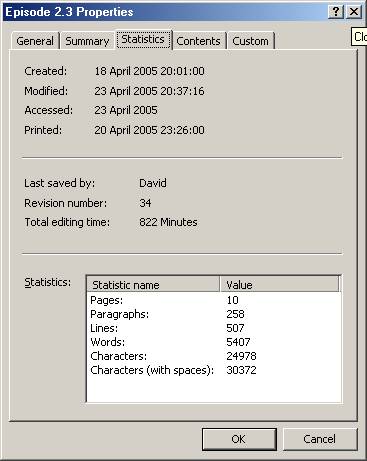 Episode 2.3 Properties
General Summary Statistics Contents Custom
Clo
Created: 18 April 2005 20:01:00
Modified: 23 April 2005 20:37:16
Accessed: 23 April 2005
Printed: 20 April 2005 23:26:00
Last saved by: David
Revision number: 34
Total editing time: 822 Minutes
Statistics: Statistic name Value
Pages: 10
Paragraphs: 258
Lines: 507
Words: 5407
Characters: 24978
Characters (with spaces): 30372
OK Cancel